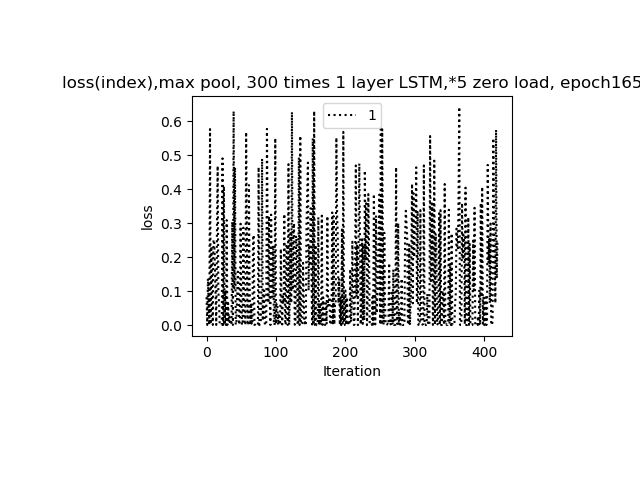 loss(index),max pool, 300 times 1 layer LSTM,*5 zero load, epoch165
1
loss
0.6
0.5
0.4
0.3
0.2
0.1
0.0
0 100 200 300 400
Iteration